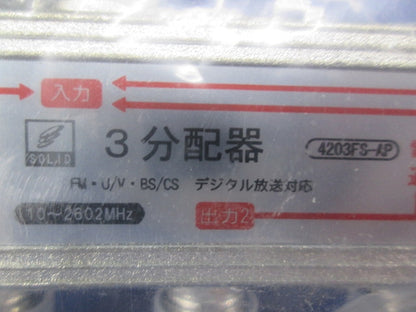 入力
SOLID
3分配器
4203FS-AP
FM・U/V・BS/CS デジタル放送対応
10～2602MHz
出力2